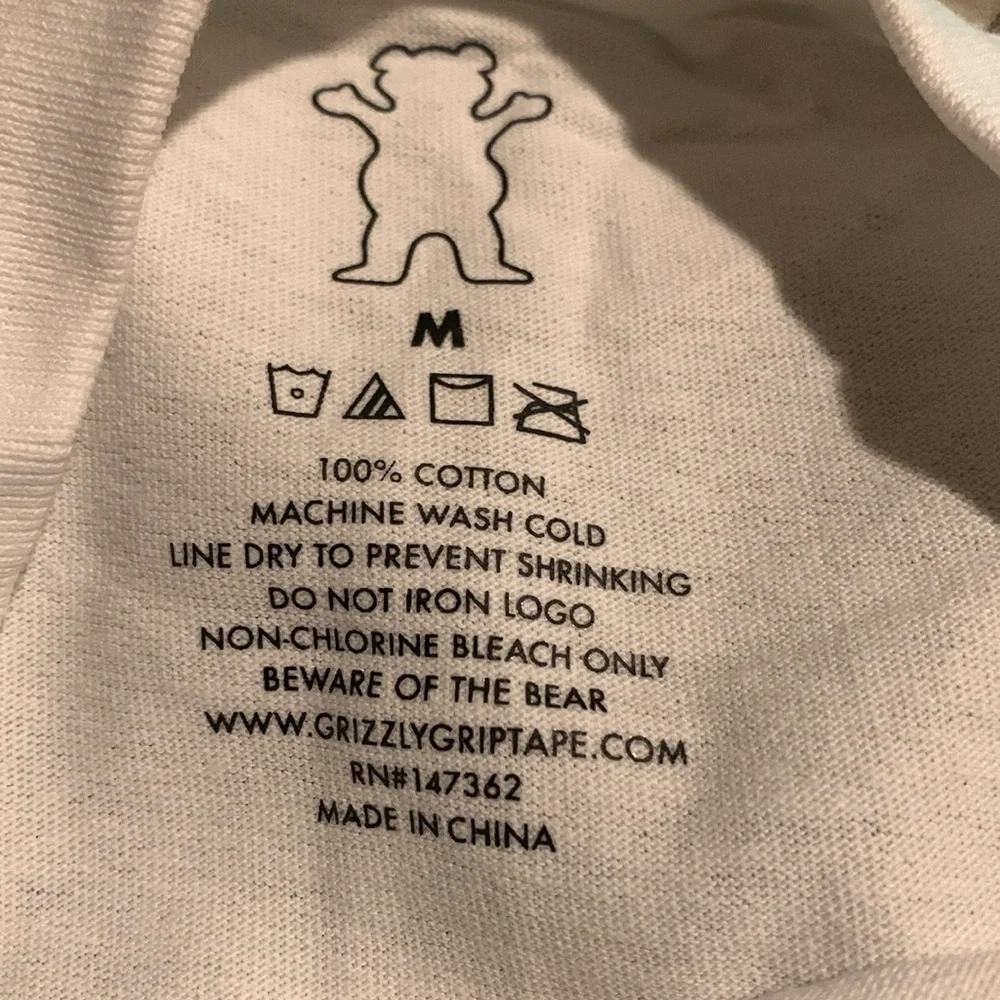 M
100% COTTON
MACHINE WASH COLD
LINE DRY TO PREVENT SHRINKING
DO NOT IRON LOGO
NON-CHLORINE BLEACH ONLY
BEWARE OF THE BEAR
WWW.GRIZZLYGRIPTAPE.COM
RN#147362
MADE IN CHINA